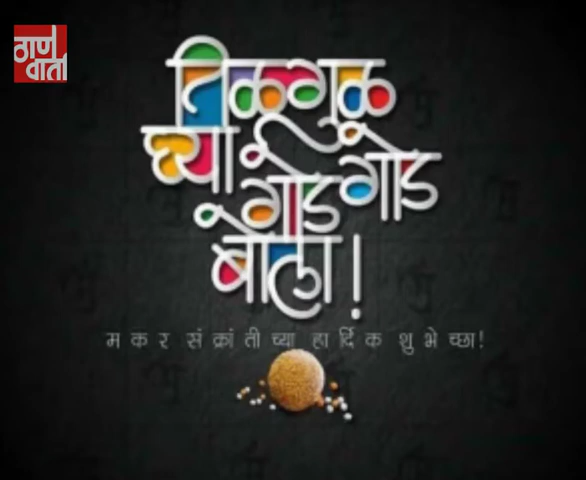 ठाणे
वार्ता
तिळगूळ
घ्या
गोड गोड
बोला!
मकर संक्रांतीच्या हार्दिक शुभेच्छा!